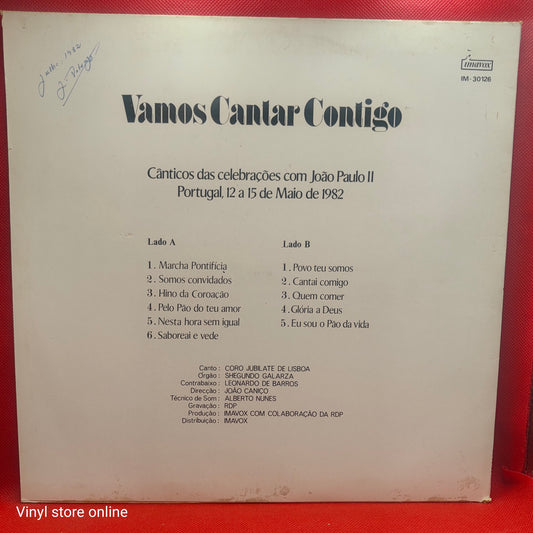 Julho 1982
imavox
IM-30126
Vamos Cantar Contigo
Cânticos das celebrações com João Paulo II
Portugal, 12 a 15 de Maio de 1982
Lado A
1. Marcha Pontifícia
2. Somos convidados
3. Hino da Coroação
4. Pelo Pão do teu amor
5. Nesta hora sem igual
6. Saboreai e vede
Lado B
1. Povo teu somos
2. Cantai comigo
3. Quem comer
4. Glória a Deus
5. Eu sou o Pão da vida
Canto: CORO JUBILATE DE LISBOA
Órgão: SHEGUNDO GALARZA
Contrabaixo: LEONARDO DE BARROS
Direcção: JOÃO CANIÇO
Técnico de Som: ALBERTO NUNES
Gravação: RDP
Produção: IMAVOX COM COLABORAÇÃO DA RDP
Distribuição: IMAVOX
Vinyl store online